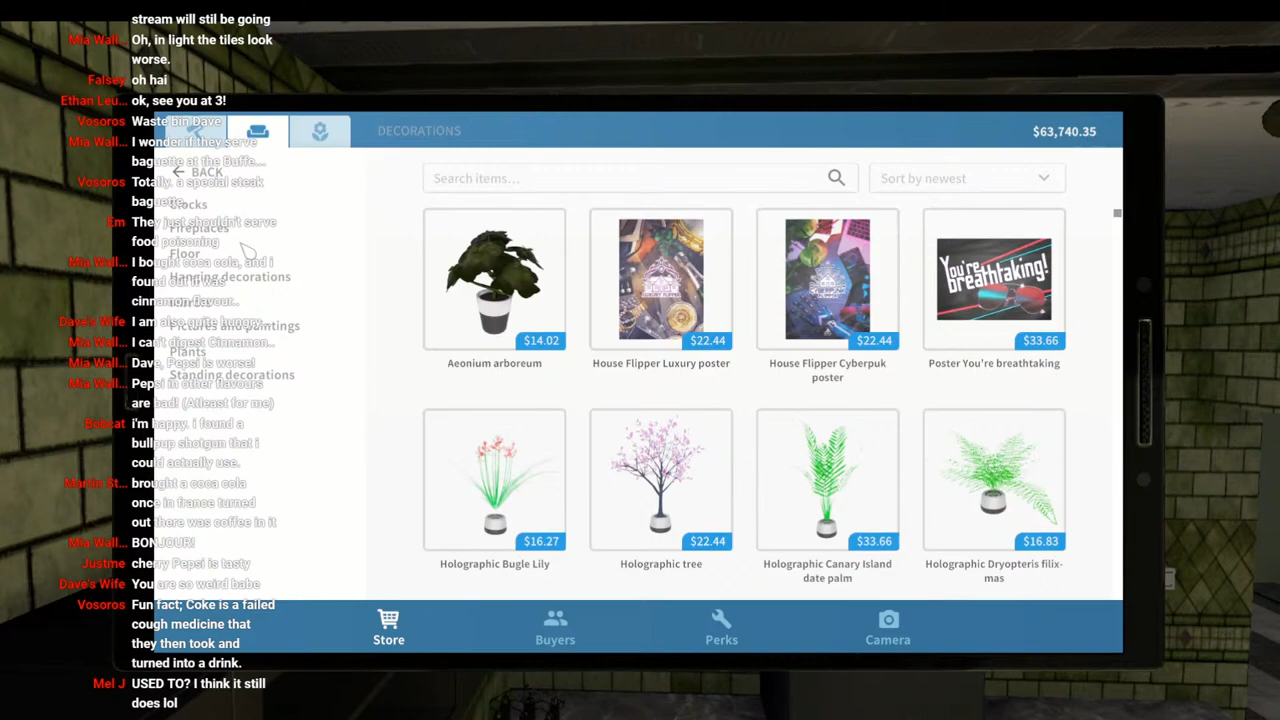 stream will stil be going
Mia Wall... Oh, in light the tiles look
worse.
Falsey oh hai
Ethan Leu... ok, see you at 3!
Vosoros Waste bin Dave
Mia Wall... I wonder if they serve
baguette at the Buffe...
Vosoros Totally. a special steak
baguette..
Em They just shouldn't serve
food poisoning
Mia Wall... I bought coca cola, and i
found out it was
cinnamon flavour..
Dave's Wife I am also quite hungry...
Mia Wall... I can't digest Cinnamon..
Mia Wall... Dave, Pepsi is worse!
Mia Wall... Pepsi in other flavours
are bad! (Atleast for me)
Bobcat i'm happy. i found a
bullpup shotgun that i
could actually use.
Martin St... brought a coca cola
once in france turned
out there was coffee in it
Mia Wall... BONJOUR!
Justme cherry Pepsi is tasty
Dave's Wife You are so weird babe
Vosoros Fun fact; Coke is a failed
cough medicine that
they then took and
turned into a drink.
Mel J USED TO? I think it still
does lol
DECORATIONS
$63,740.35
BACK
Clocks
Fireplaces
Floor
Hanging decorations
Pictures and paintings
Plants
Standing decorations
Search items...
Sort by newest
$14.02
Aeonium arboreum
LUXURY FLIPPER
$22.44
House Flipper Luxury poster
$22.44
House Flipper Cyberpuk
poster
You're
breathtaking!
$33.66
Poster You're breathtaking
$16.27
Holographic Bugle Lily
$22.44
Holographic tree
$33.66
Holographic Canary Island
date palm
$16.83
Holographic Dryopteris filix-
mas
Store
Buyers
Perks
Camera